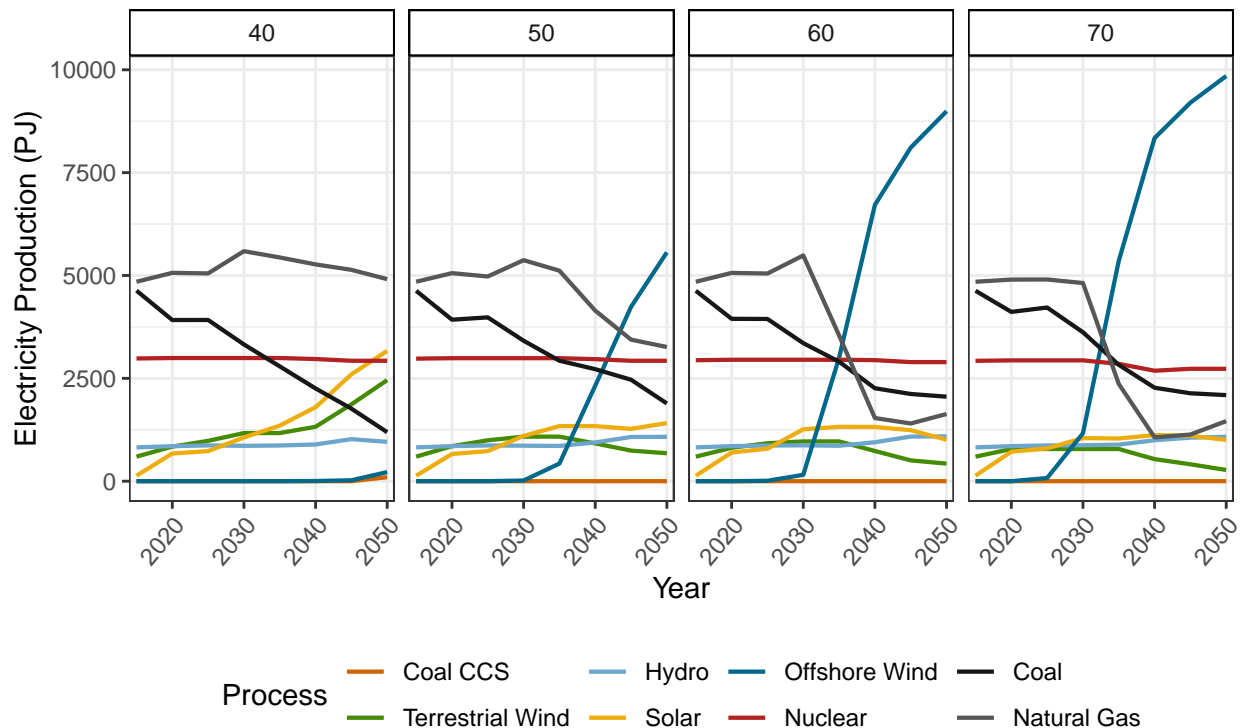 40 50 60 70
Electricity Production (PJ)
10000
7500
5000
2500
0
2020 2030 2040 2050 2020 2030 2040 2050 2020 2030 2040 2050 2020 2030 2040 2050
Year
Process
Coal CCS Hydro Offshore Wind Coal
Terrestrial Wind Solar Nuclear Natural Gas